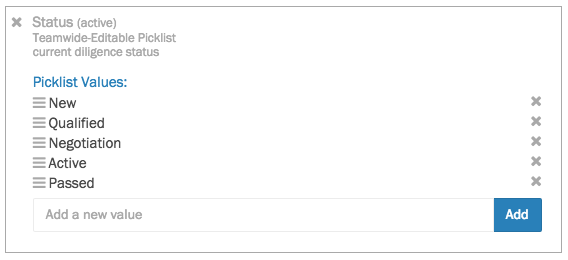 Status (active)
Teamwide-Editable Picklist
current diligence status
Picklist Values:
New
Qualified
Negotiation
Active
Passed
Add a new value
Add